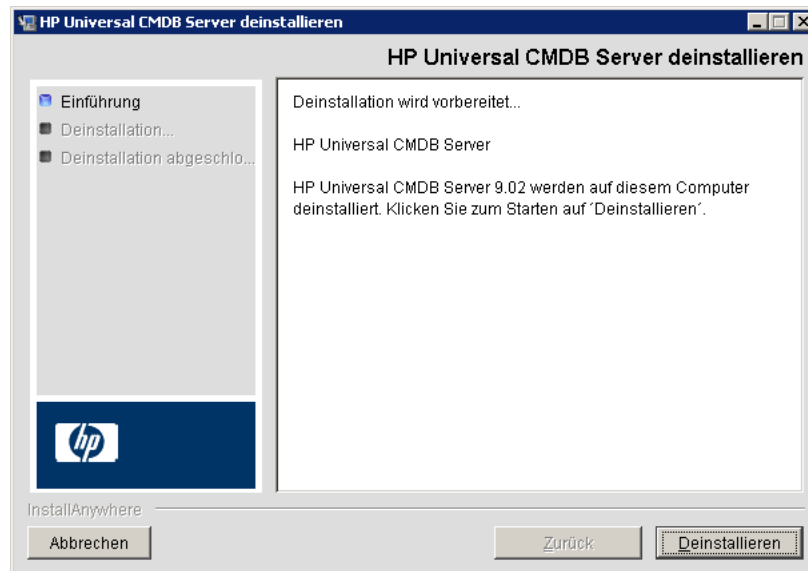 HP Universal CMDB Server deinstallieren
HP Universal CMDB Server deinstallieren
Einführung
Deinstallation...
Deinstallation abgeschlo...
Deinstallation wird vorbereitet...
HP Universal CMDB Server
HP Universal CMDB Server 9.02 werden auf diesem Computer
deinstalliert. Klicken Sie zum Starten auf ´Deinstallieren´.
hp
InstallAnywhere
Abbrechen
Zurück
Deinstallieren